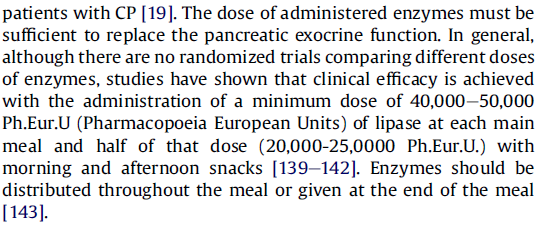 patients with CP [19]. The dose of administered enzymes must be
sufficient to replace the pancreatic exocrine function. In general,
although there are no randomized trials comparing different doses
of enzymes, studies have shown that clinical efficacy is achieved
with the administration of a minimum dose of 40,000–50,000
Ph.Eur.U (Pharmacopoeia European Units) of lipase at each main
meal and half of that dose (20,000-25,0000 Ph.Eur.U.) with
morning and afternoon snacks [139–142]. Enzymes should be
distributed throughout the meal or given at the end of the meal
[143].